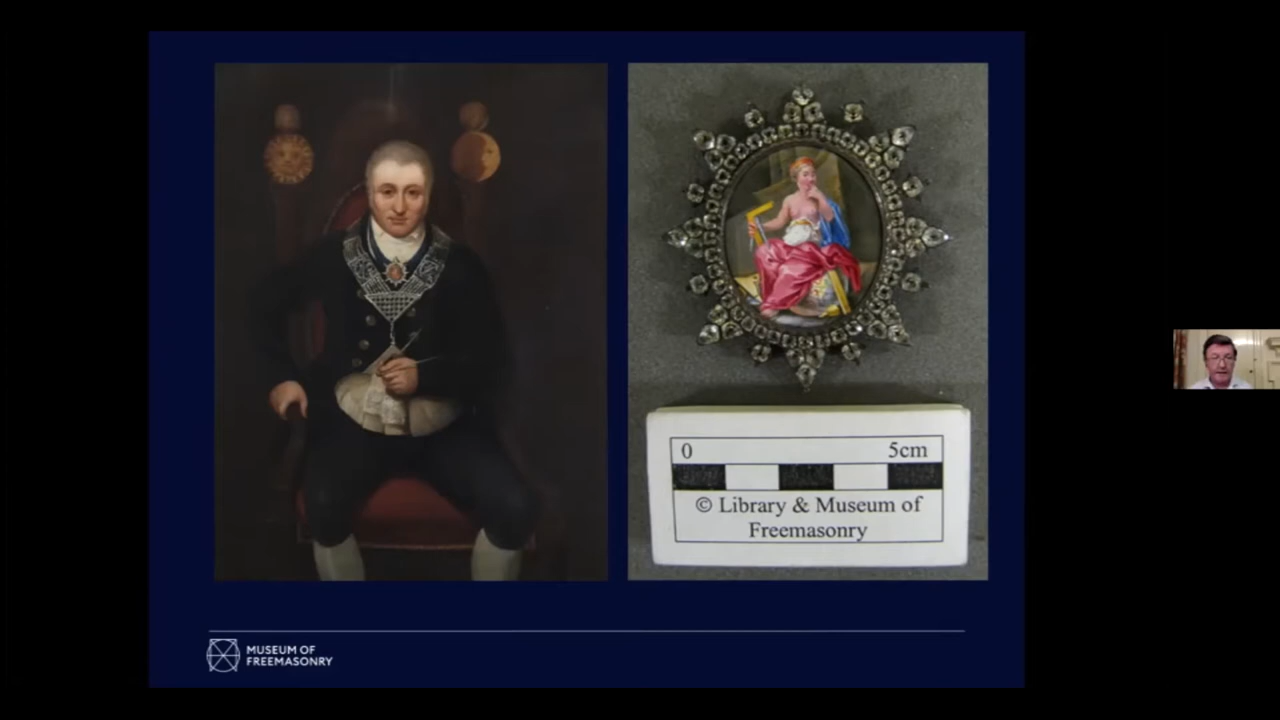 0 5cm
© Library & Museum of
Freemasonry
MUSEUM OF
FREEMASONRY